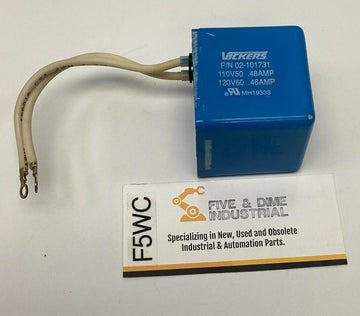 VICKERS
P/N 02-101731
110V50 .48AMP
120V60 .46AMP
MH19333
F5WC
FIVE & DIME
INDUSTRIAL
Specializing in New, Used and Obsolete
Industrial & Automation Parts.